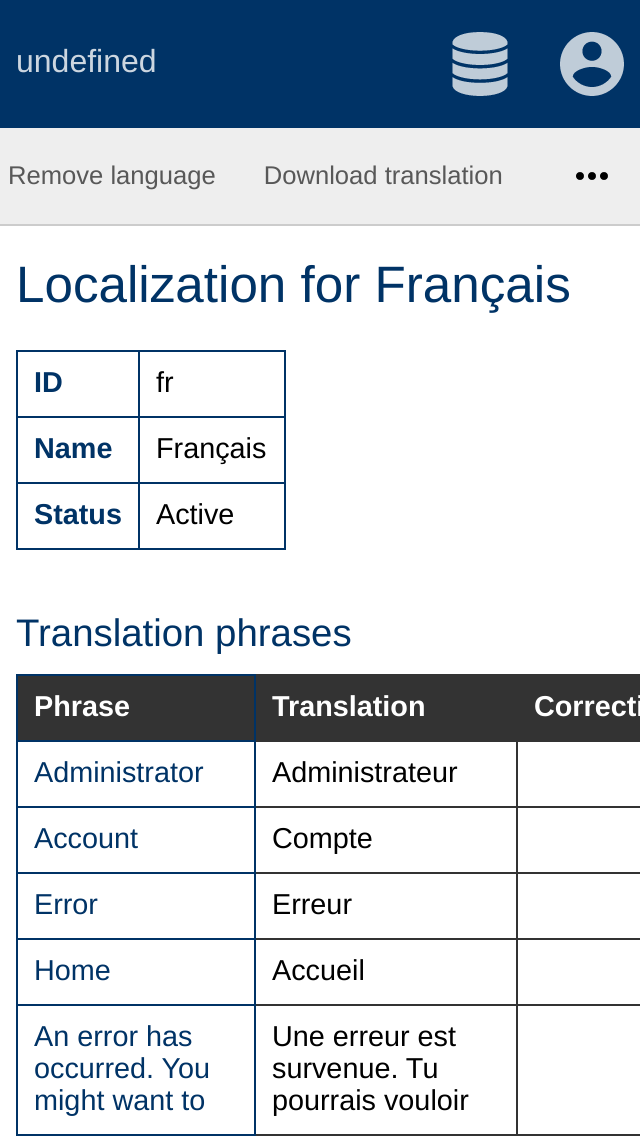 undefined
Remove language Download translation
Localization for Français
ID fr
Name Français
Status Active
Translation phrases
Phrase Translation Correcti
Administrator Administrateur
Account Compte
Error Erreur
Home Accueil
An error has Une erreur est
occurred. You survenue. Tu
might want to pourrais vouloir